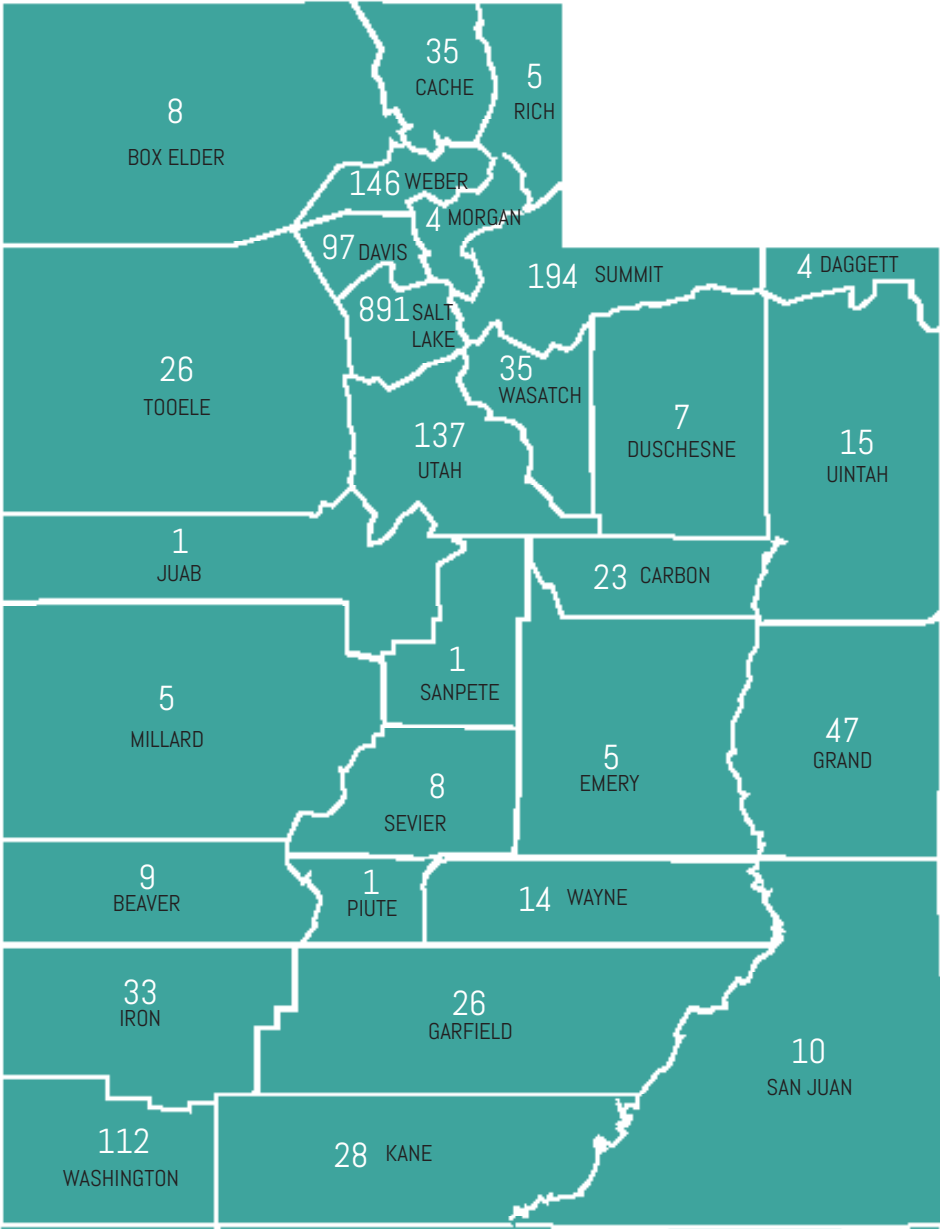 35
CACHE
5
RICH
8
BOX ELDER
146 WEBER
4 MORGAN
97 DAVIS
194 SUMMIT
4 DAGGETT
891 SALT
LAKE
26
TOOELE
35
WASATCH
137
UTAH
7
DUSCHESNE
15
UINTAH
1
JUAB
23 CARBON
1
SANPETE
5
MILLARD
47
GRAND
5
EMERY
8
SEVIER
9
BEAVER
1
PIUTE
14 WAYNE
33
IRON
26
GARFIELD
10
SAN JUAN
112
WASHINGTON
28 KANE